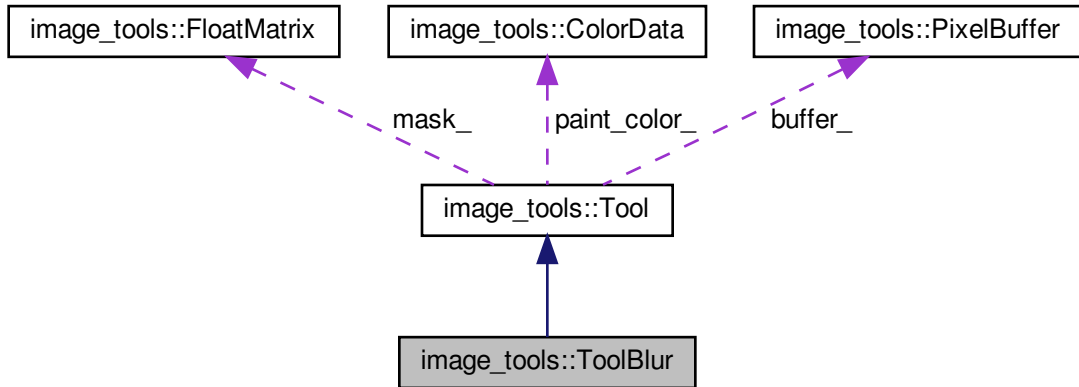 image_tools::FloatMatrix
image_tools::ColorData
image_tools::PixelBuffer
mask_
paint_color_
buffer_
image_tools::Tool
image_tools::ToolBlur